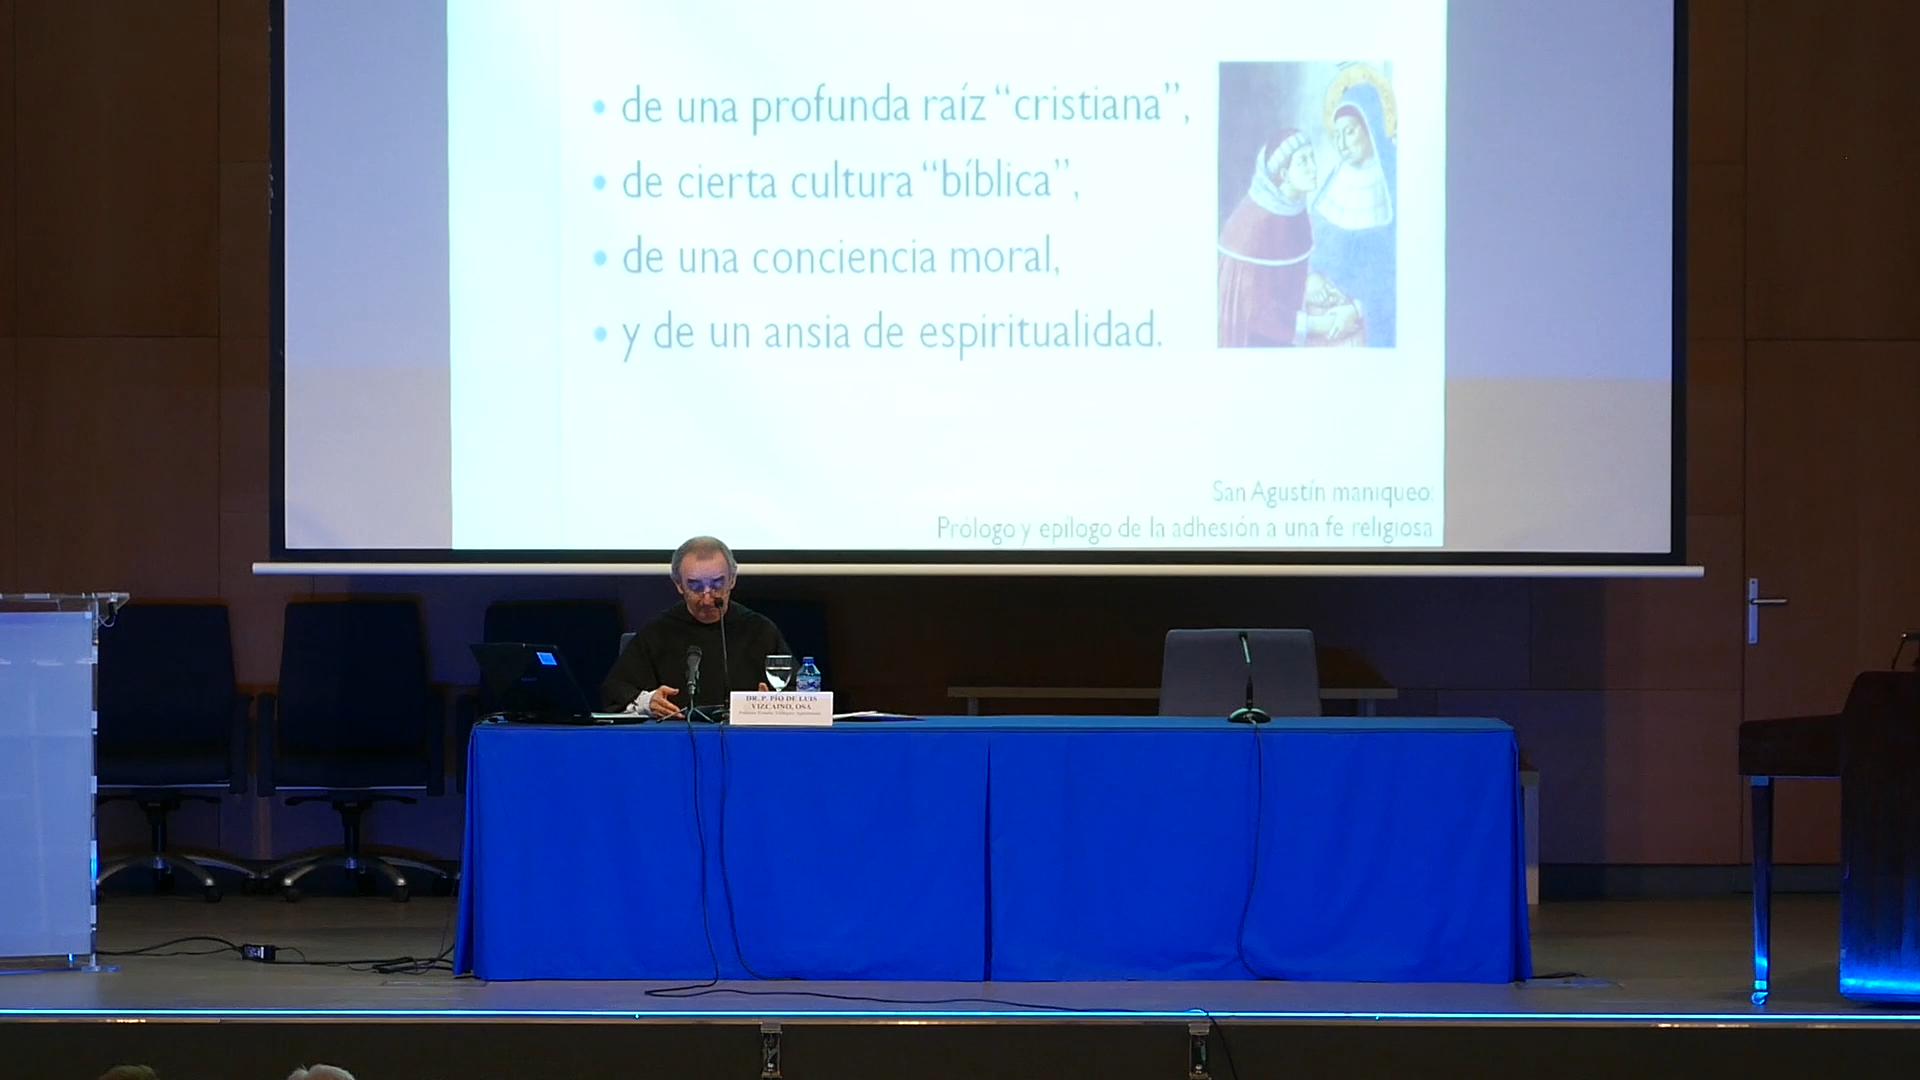 • de una profunda raíz “cristiana”,
• de cierta cultura “bíblica”,
• de una conciencia moral,
• y de un ansia de espiritualidad.
San Agustín maniqueo:
Prólogo y epílogo de la adhesión a una fe religiosa
DR. P. PÍO DE LUIS
VIZCAINO, OSA